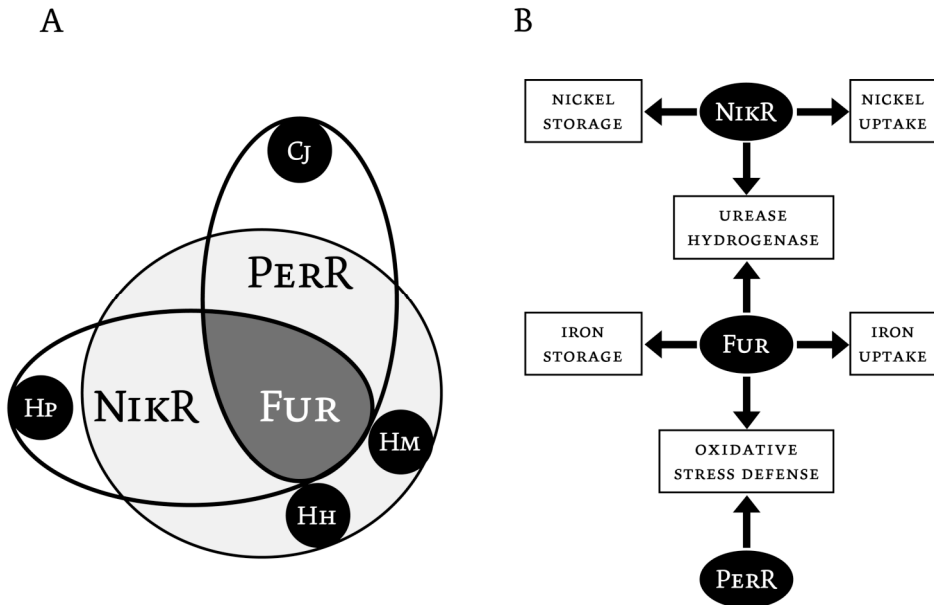 A
Cj
PerR
Hp
NikR
Fur
Hm
Hh
B
NICKEL
STORAGE
NikR
NICKEL
UPTAKE
UREASE
HYDROGENASE
IRON
STORAGE
Fur
IRON
UPTAKE
OXIDATIVE
STRESS DEFENSE
PerR